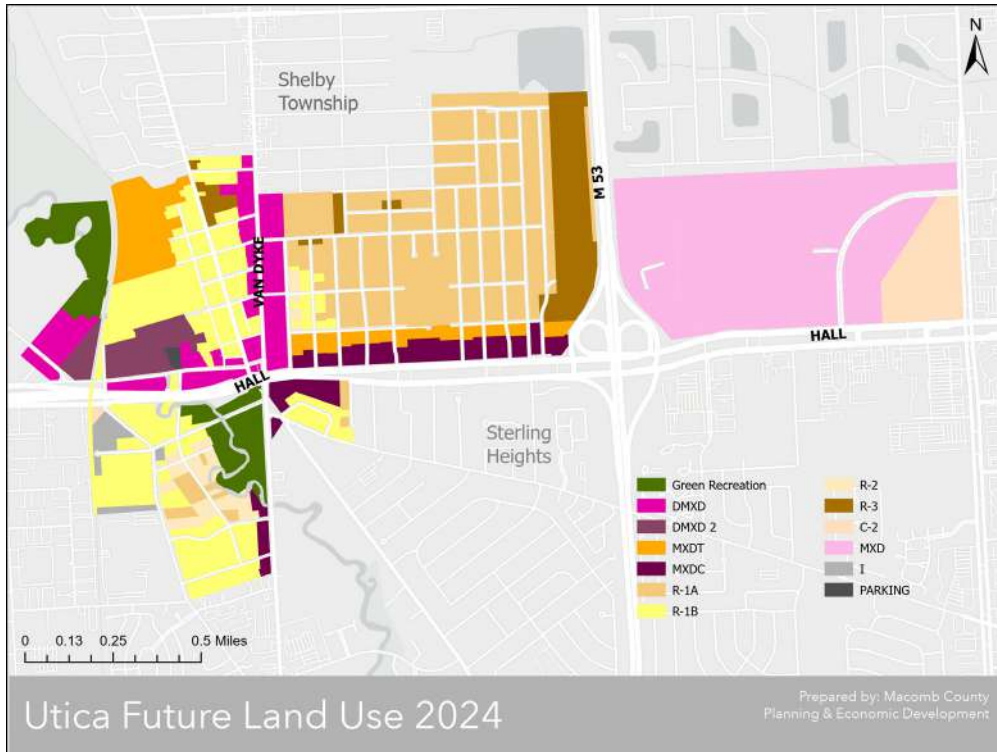 N
Shelby
Township
M 53
VAN DYKE
HALL
HALL
Sterling
Heights
Green Recreation
DMXD
DMXD 2
MXDT
MXDC
R-1A
R-1B
R-2
R-3
C-2
MXD
I
PARKING
0 0.13 0.25 0.5 Miles
Utica Future Land Use 2024
Prepared by: Macomb County
Planning & Economic Development